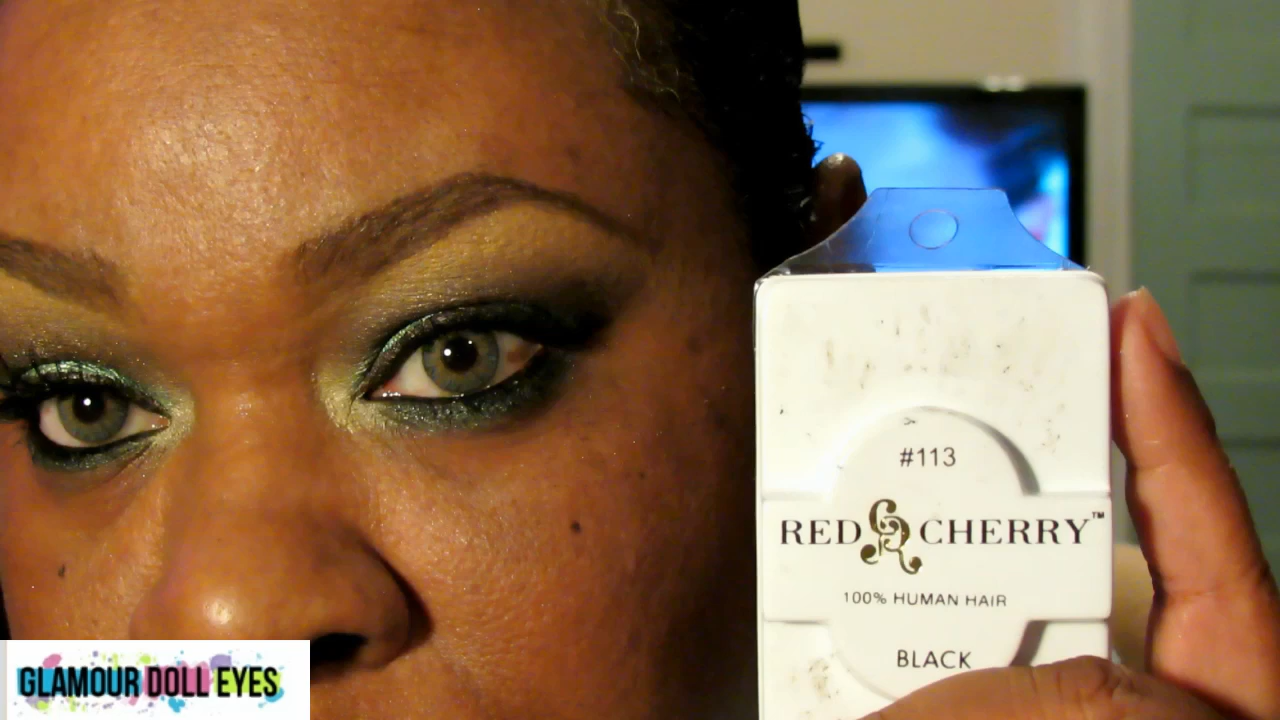 #113
RED CHERRY™
100% HUMAN HAIR
BLACK
GLAMOUR DOLL EYES